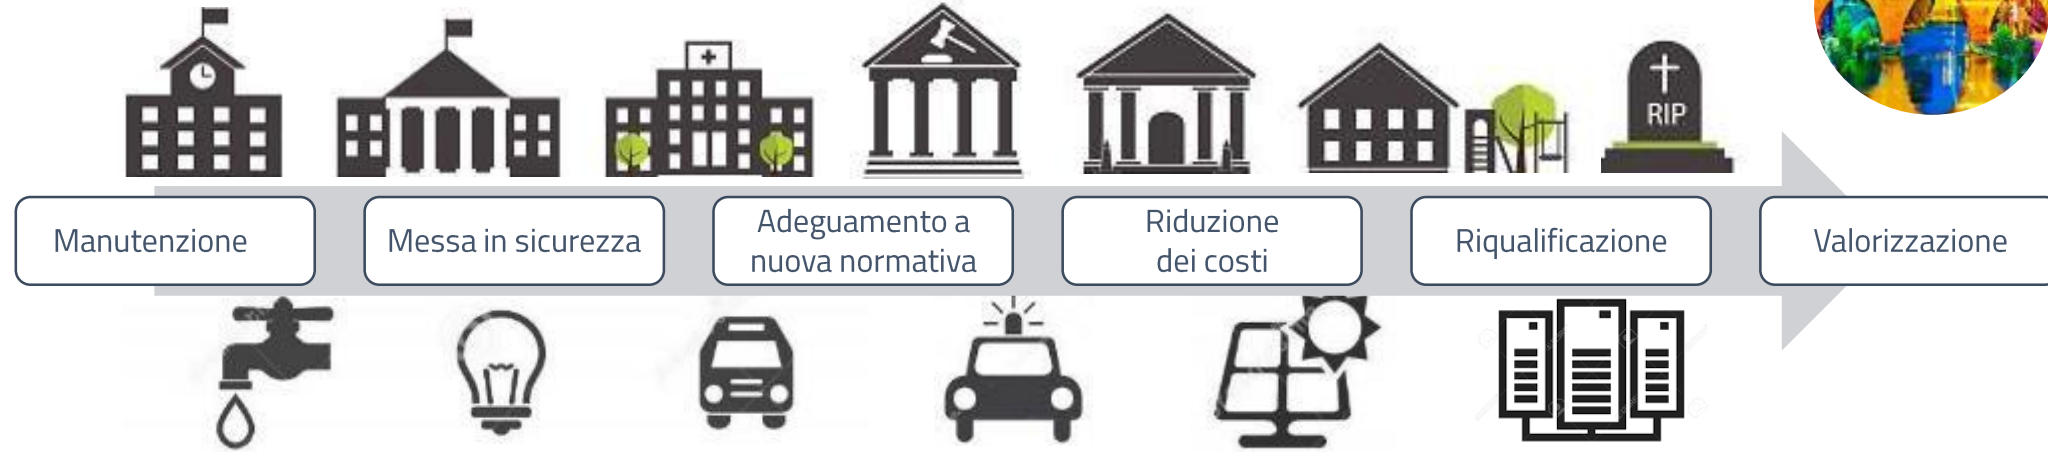 RIP
Manutenzione
Messa in sicurezza
Adeguamento a
nuova normativa
Riduzione
dei costi
Riqualificazione
Valorizzazione